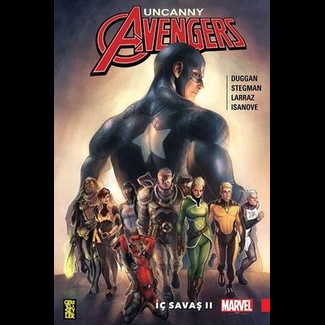 UNCANNY
AVENGERS
DUGGAN
STEGMAN
LARRAZ
ISANOVE
İÇ SAVAŞ II
MARVEL